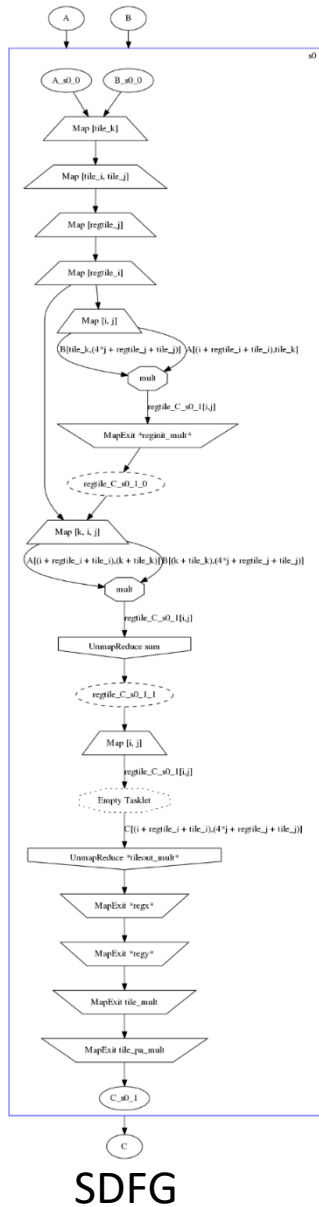 A
B
s0
A_s0_0
B_s0_0
Map [tile_k]
Map [tile_i, tile_j]
Map [regtile_j]
Map [regtile_i]
Map [i, j]
B[tile_k,(4*j + regtile_j + tile_j)]
A[(i + regtile_i + tile_i),tile_k]
mult
regtile_C_s0_1[i,j]
MapExit *reginit_mult*
regtile_C_s0_1_0
Map [k, i, j]
A[(i + regtile_i + tile_i),(k + tile_k)]
B[(k + tile_k),(4*j + regtile_j + tile_j)]
mult
regtile_C_s0_1[i,j]
UnmapReduce sum
regtile_C_s0_1_1
Map [i, j]
regtile_C_s0_1[i,j]
Empty Tasklet
C[(i + regtile_i + tile_i),(4*j + regtile_j + tile_j)]
UnmapReduce *tileout_mult*
MapExit *regx*
MapExit *regy*
MapExit tile_mult
MapExit tile_pa_mult
C_s0_1
C
SDFG